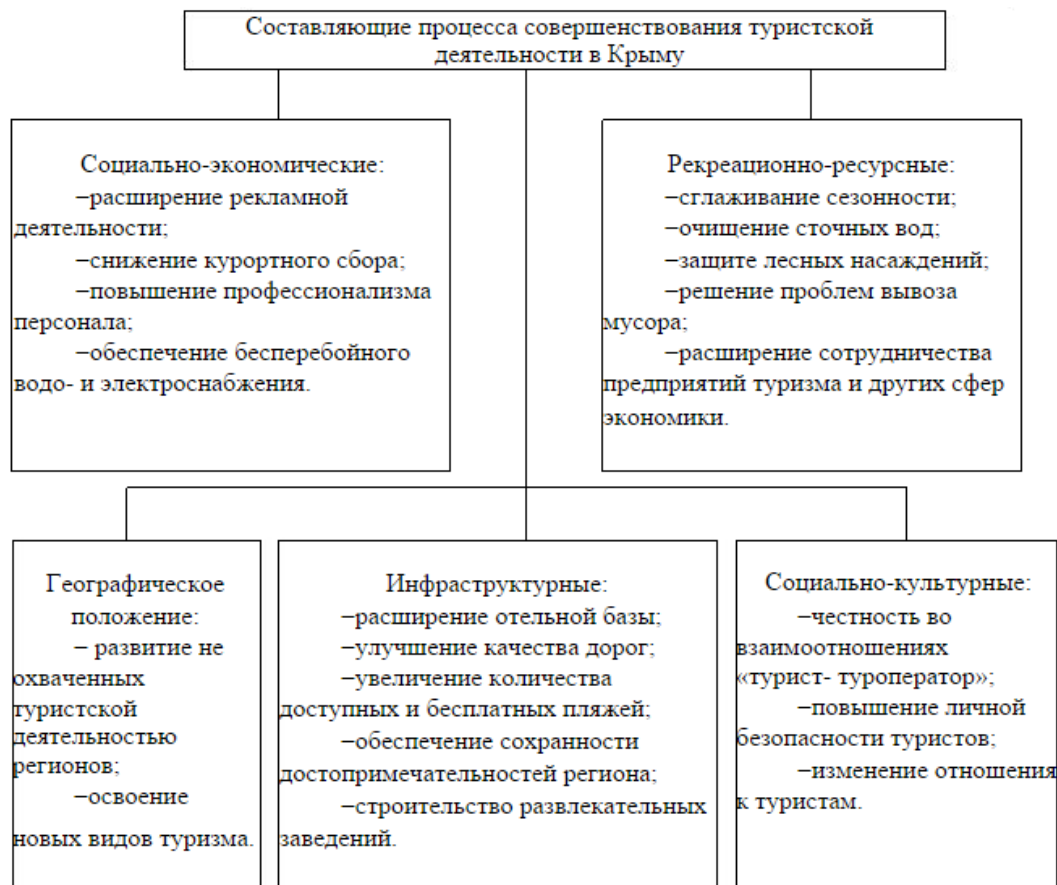 Составляющие процесса совершенствования туристской
деятельности в Крыму
Социально-экономические:
−расширение рекламной
деятельности;
−снижение курортного сбора;
−повышение профессионализма
персонала;
−обеспечение бесперебойного
водо- и электроснабжения.
Рекреационно-ресурсные:
−сглаживание сезонности;
−очищение сточных вод;
−защите лесных насаждений;
−решение проблем вывоза
мусора;
−расширение сотрудничества
предприятий туризма и других сфер
экономики.
Географическое
положение:
− развитие не
охваченных
туристской
деятельностью
регионов;
−освоение
новых видов туризма.
Инфраструктурные:
−расширение отельной базы;
−улучшение качества дорог;
−увеличение количества
доступных и бесплатных пляжей;
−обеспечение сохранности
достопримечательностей региона;
−строительство развлекательных
заведений.
Социально-культурные:
−честность во
взаимоотношениях
«турист- туроператор»;
−повышение личной
безопасности туристов;
−изменение отношения
к туристам.